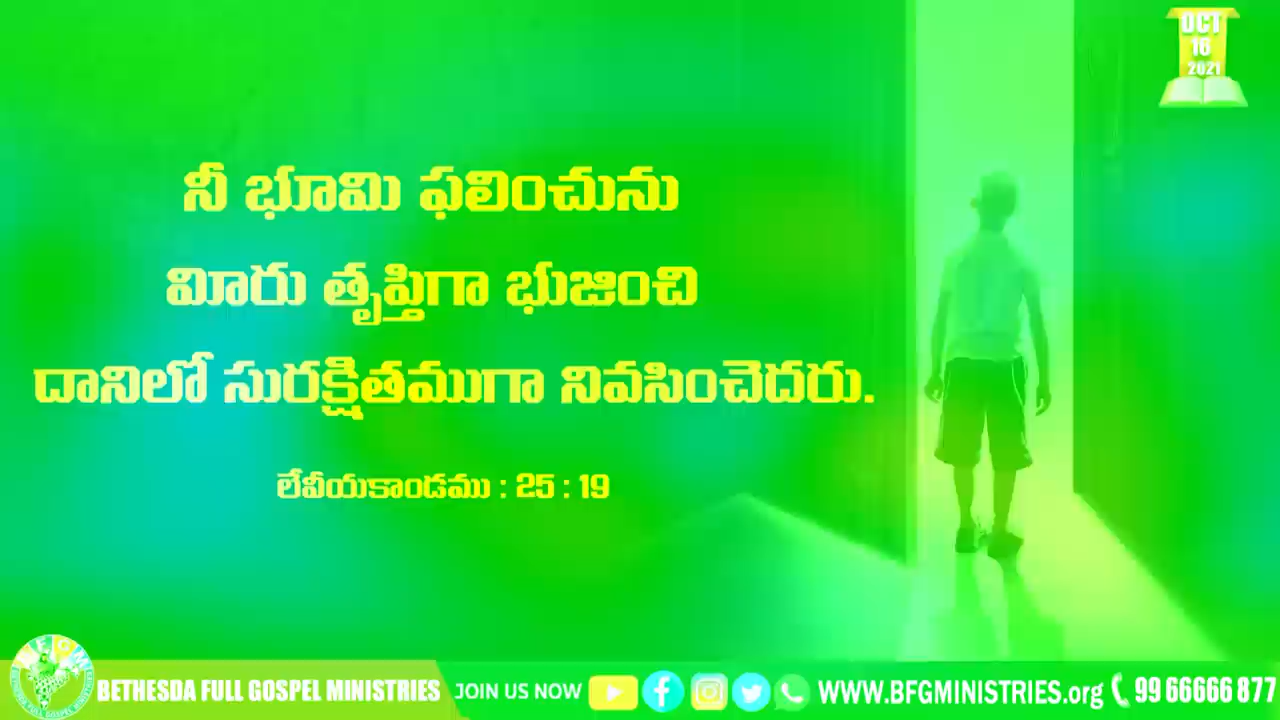 OCT
16
2021
నీ భూమి ఫలించును
మీరు తృప్తిగా భుజించి
దానిలో సురక్షితముగా నివసించెదరు.
లేవీయకాండము : 25 : 19
BFGM
BETHESDA FULL GOSPEL MINISTRIES JOIN US NOW WWW.BFGMINISTRIES.org 99 66666 877